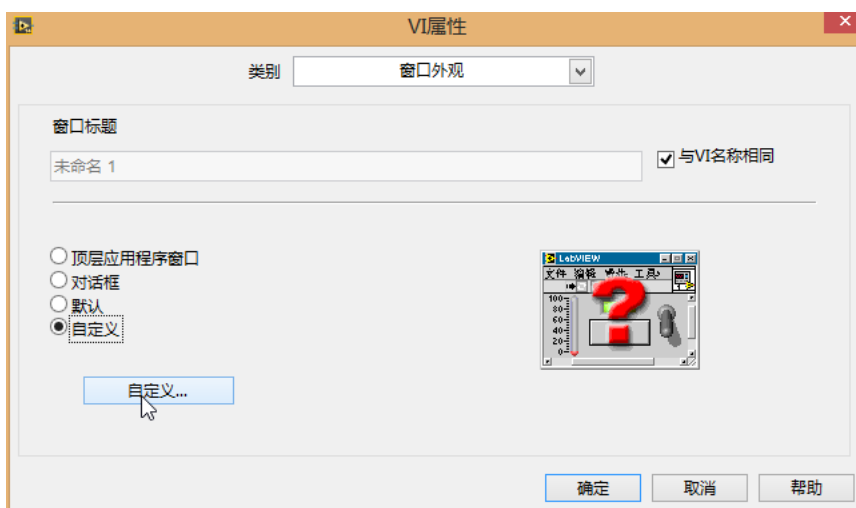 VI属性
类别 窗口外观
窗口标题
未命名 1
与VI名称相同
顶层应用程序窗口
对话框
默认
自定义
自定义...
LabVIEW
文件 编辑 操作 工具
100
80
60
40
20
0
确定 取消 帮助